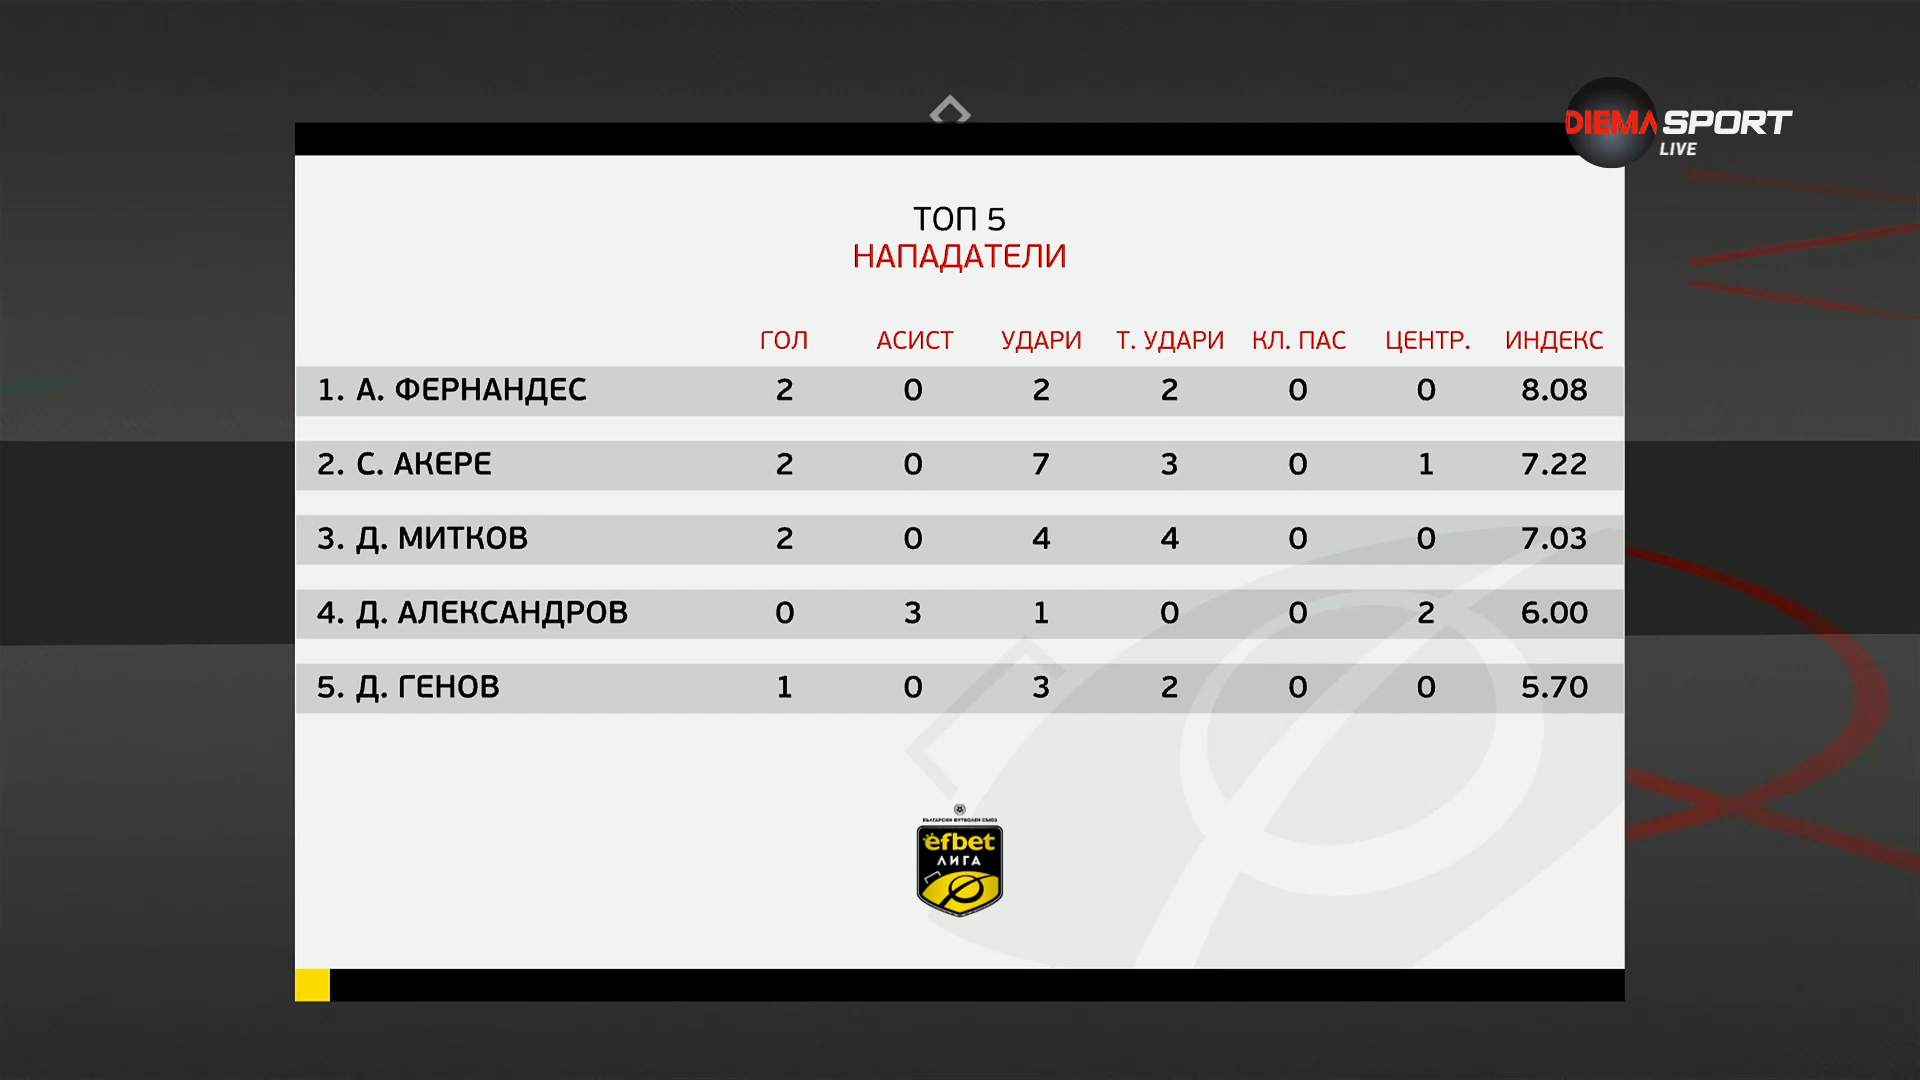 DIEMA SPORT
LIVE
ТОП 5
НАПАДАТЕЛИ
ГОЛ АСИСТ УДАРИ Т. УДАРИ КЛ. ПАС ЦЕНТР. ИНДЕКС
1. А. ФЕРНАНДЕС 2 0 2 2 0 0 8.08
2. С. АКЕРЕ 2 0 7 3 0 1 7.22
3. Д. МИТКОВ 2 0 4 4 0 0 7.03
4. Д. АЛЕКСАНДРОВ 0 3 1 0 0 2 6.00
5. Д. ГЕНОВ 1 0 3 2 0 0 5.70
БЪЛГАРСКИ ФУТБОЛЕН СЪЮЗ
efbet
ЛИГА